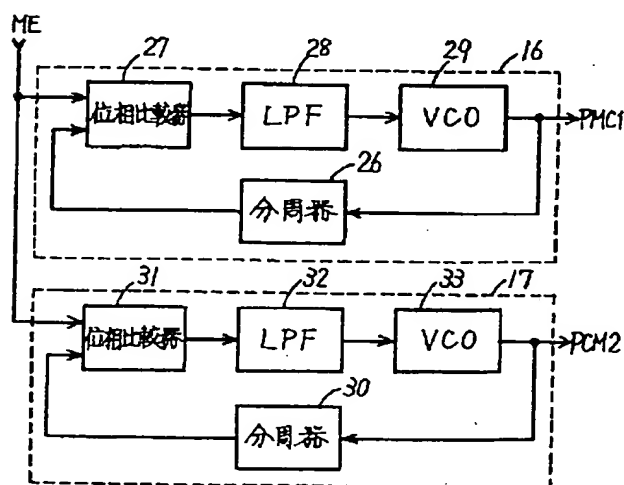 ME
27
28
29
16
位相比較器
LPF
VCO
PMC1
26
分周器
31
32
33
17
位相比較器
LPF
VCO
PCM2
30
分周器